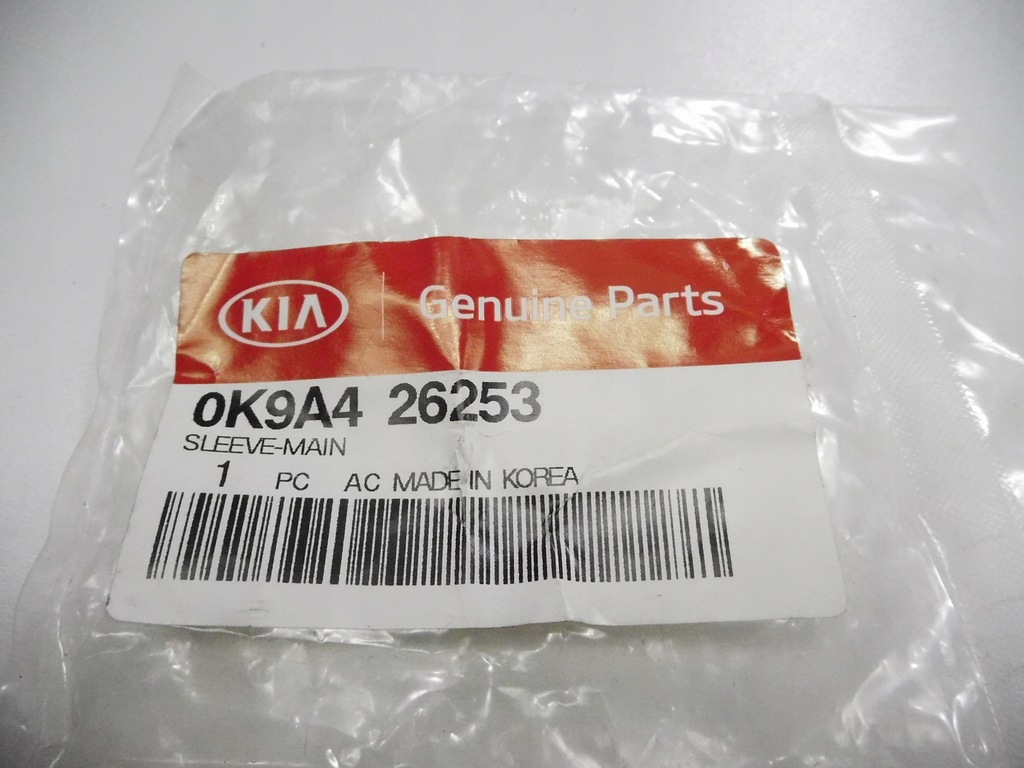 KIA Genuine Parts
0K9A4 26253
SLEEVE-MAIN
1 PC AC MADE IN KOREA